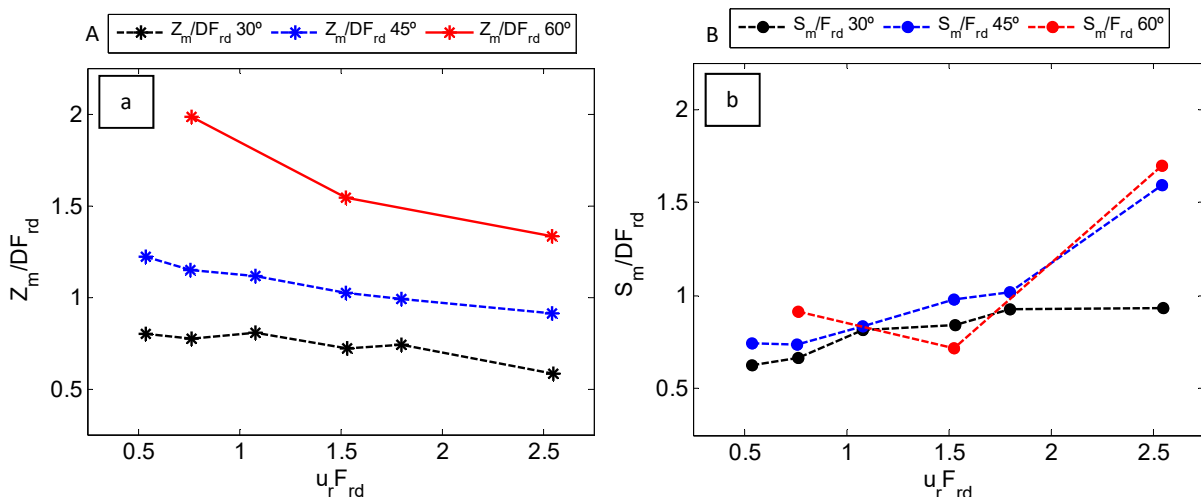 A
Z_m/DF_rd 30º
Z_m/DF_rd 45º
Z_m/DF_rd 60º
a
Z_m/DF_rd
2
1.5
1
0.5
0.5 1 1.5 2 2.5
u_rF_rd
B
S_m/F_rd 30º
S_m/F_rd 45º
S_m/F_rd 60º
b
S_m/DF_rd
2
1.5
1
0.5
0.5 1 1.5 2 2.5
u_rF_rd